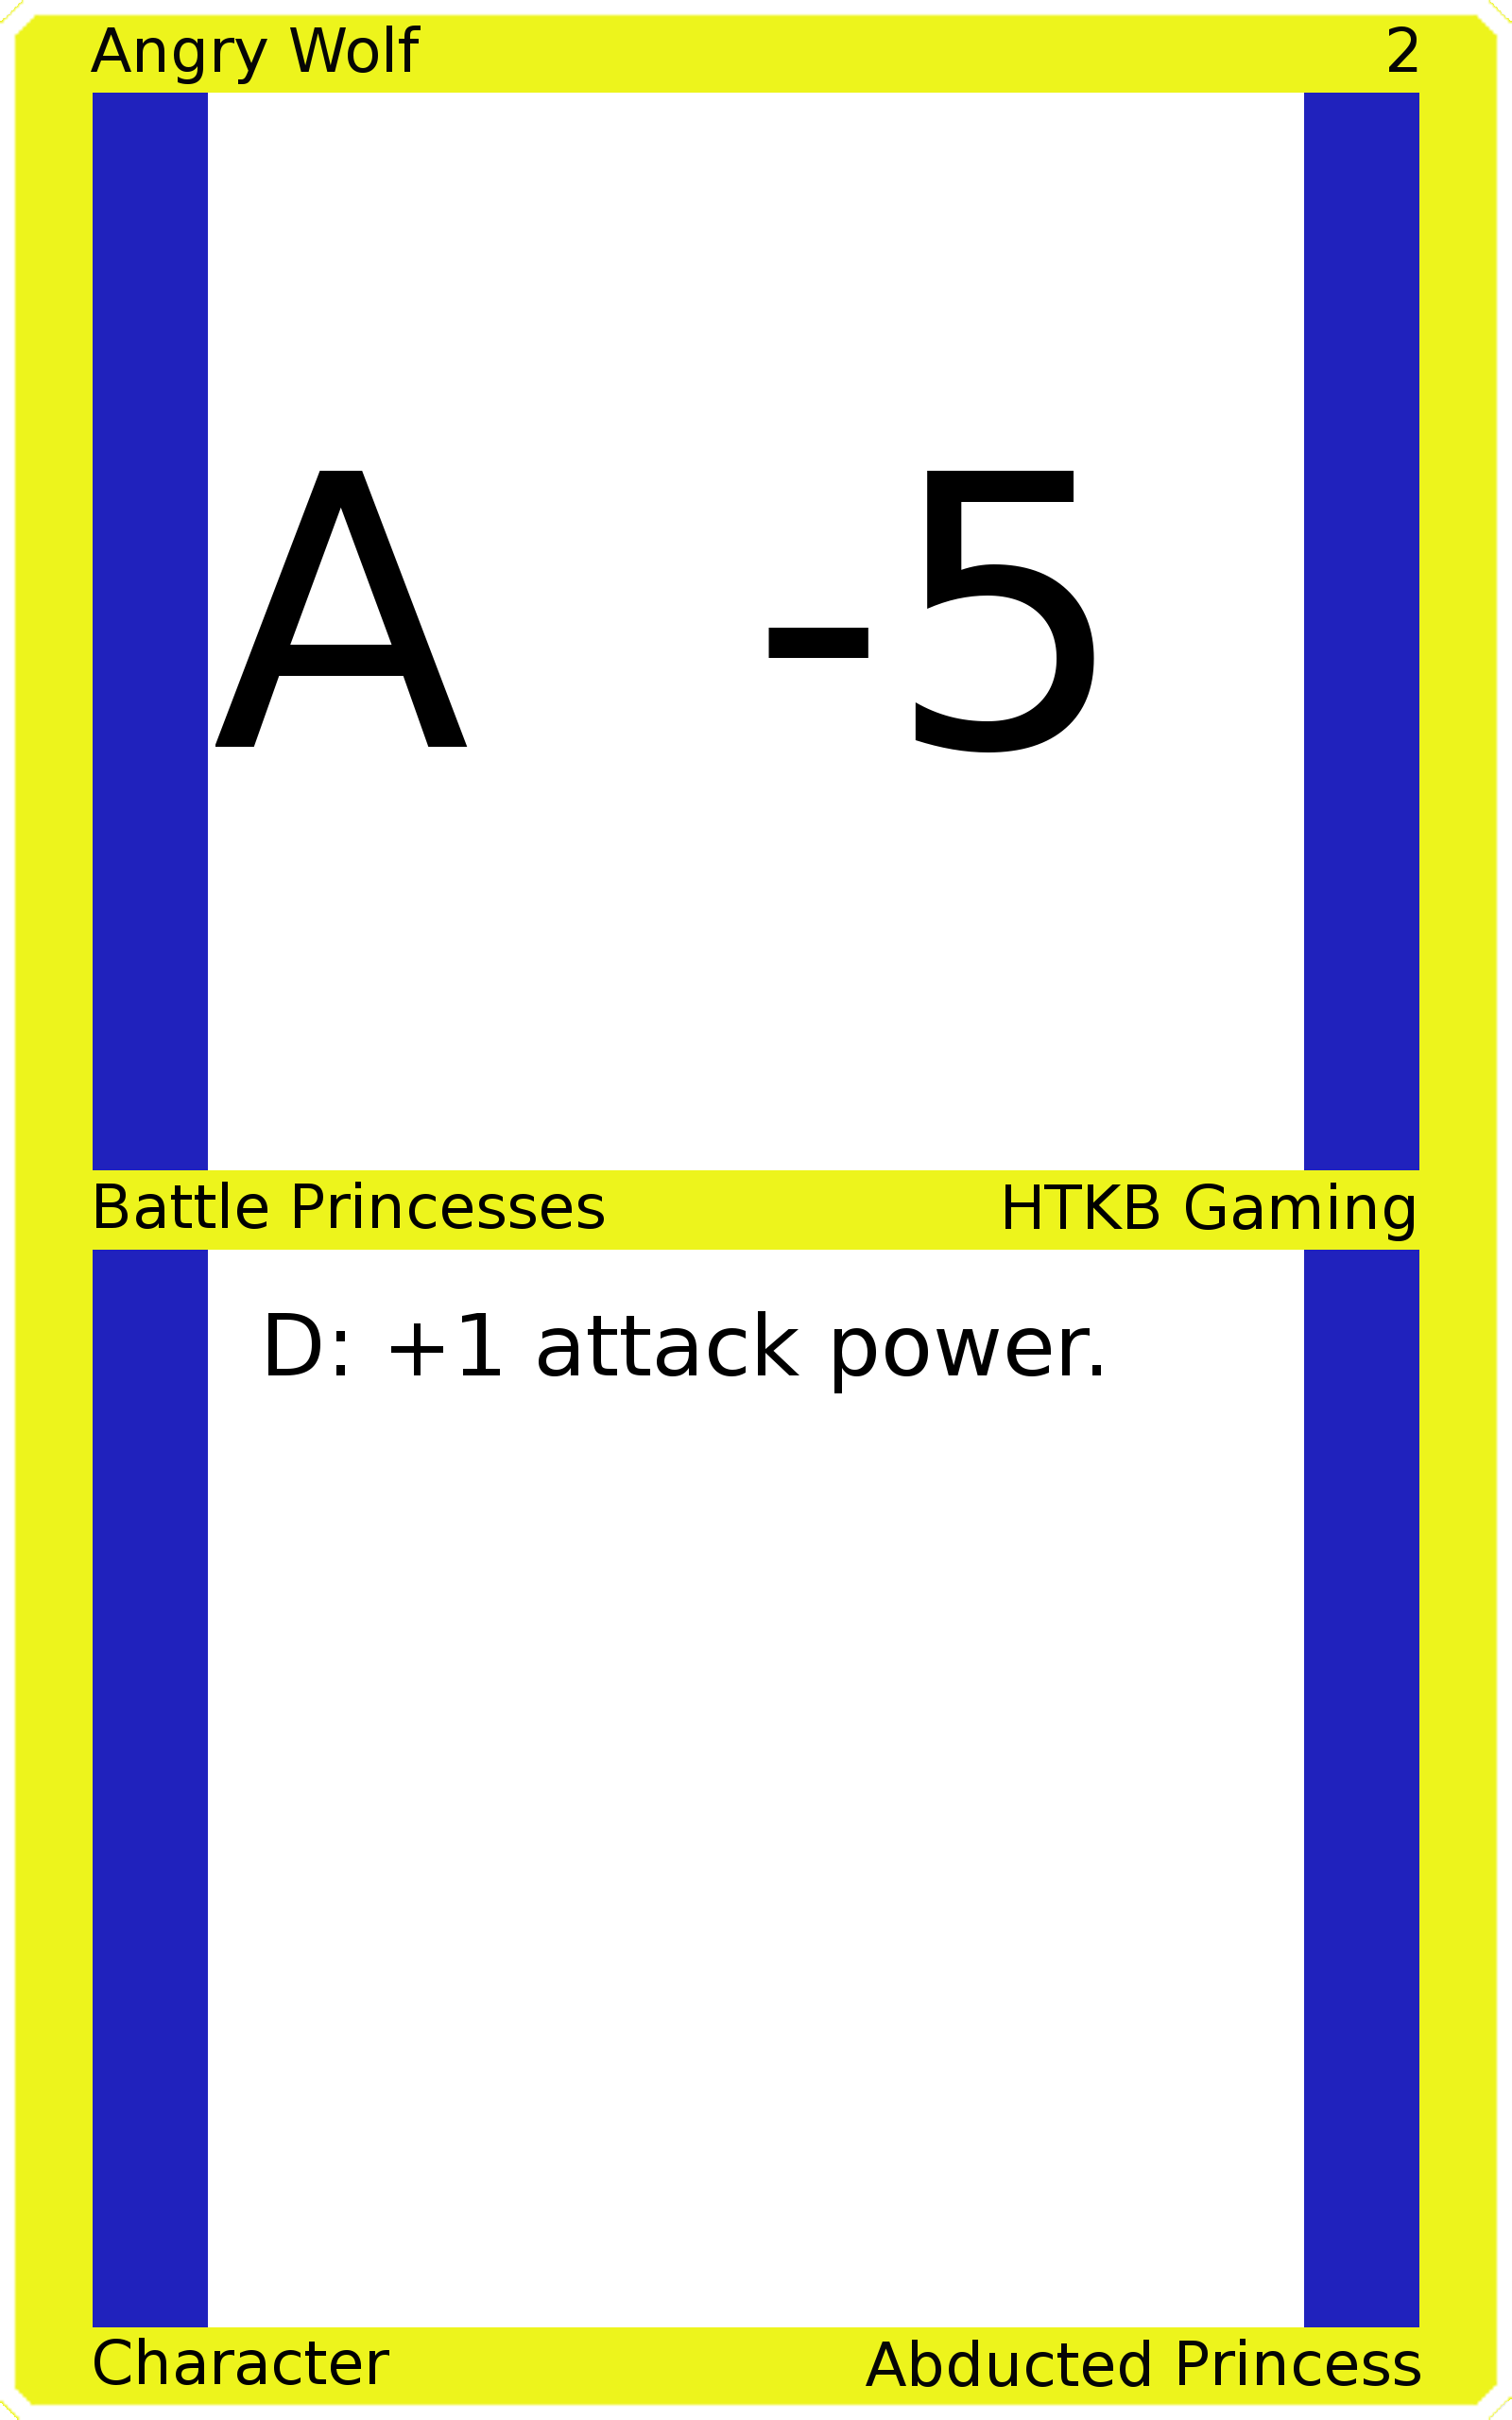 Angry Wolf 2
A -5
Battle Princesses HTKB Gaming
D: +1 attack power.
Character Abducted Princess